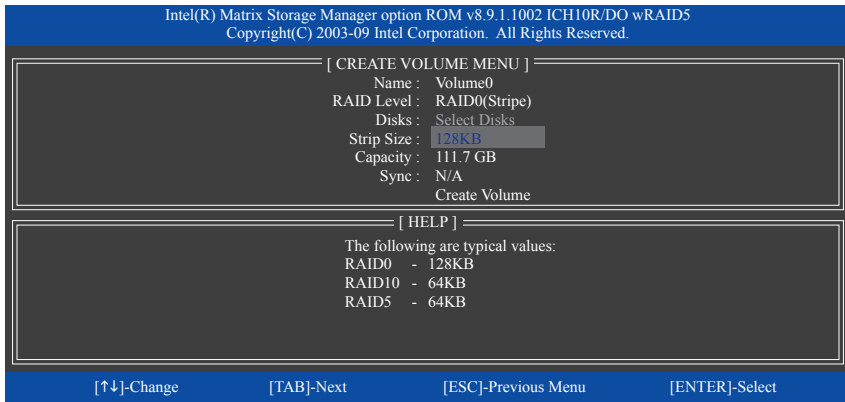 Intel(R) Matrix Storage Manager option ROM v8.9.1.1002 ICH10R/DO wRAID5
Copyright(C) 2003-09 Intel Corporation. All Rights Reserved.
[ CREATE VOLUME MENU ]
Name : Volume0
RAID Level : RAID0(Stripe)
Disks : Select Disks
Strip Size : 128KB
Capacity : 111.7 GB
Sync : N/A
Create Volume
[ HELP ]
The following are typical values:
RAID0 - 128KB
RAID10 - 64KB
RAID5 - 64KB
[↑↓]-Change [TAB]-Next [ESC]-Previous Menu [ENTER]-Select